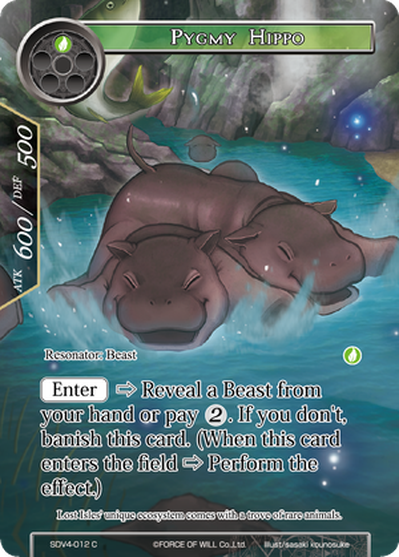 Pygmy Hippo
ATK 600 / DEF 500
Resonator: Beast
Enter ⇨ Reveal a Beast from
your hand or pay 2. If you don't,
banish this card. (When this card
enters the field ⇨ Perform the
effect.)
Lost Isles' unique ecosystem comes with a trove of rare animals.
SDV4-012 C ©FORCE OF WILL Co.,Ltd. Illust/sasaki kounosuke